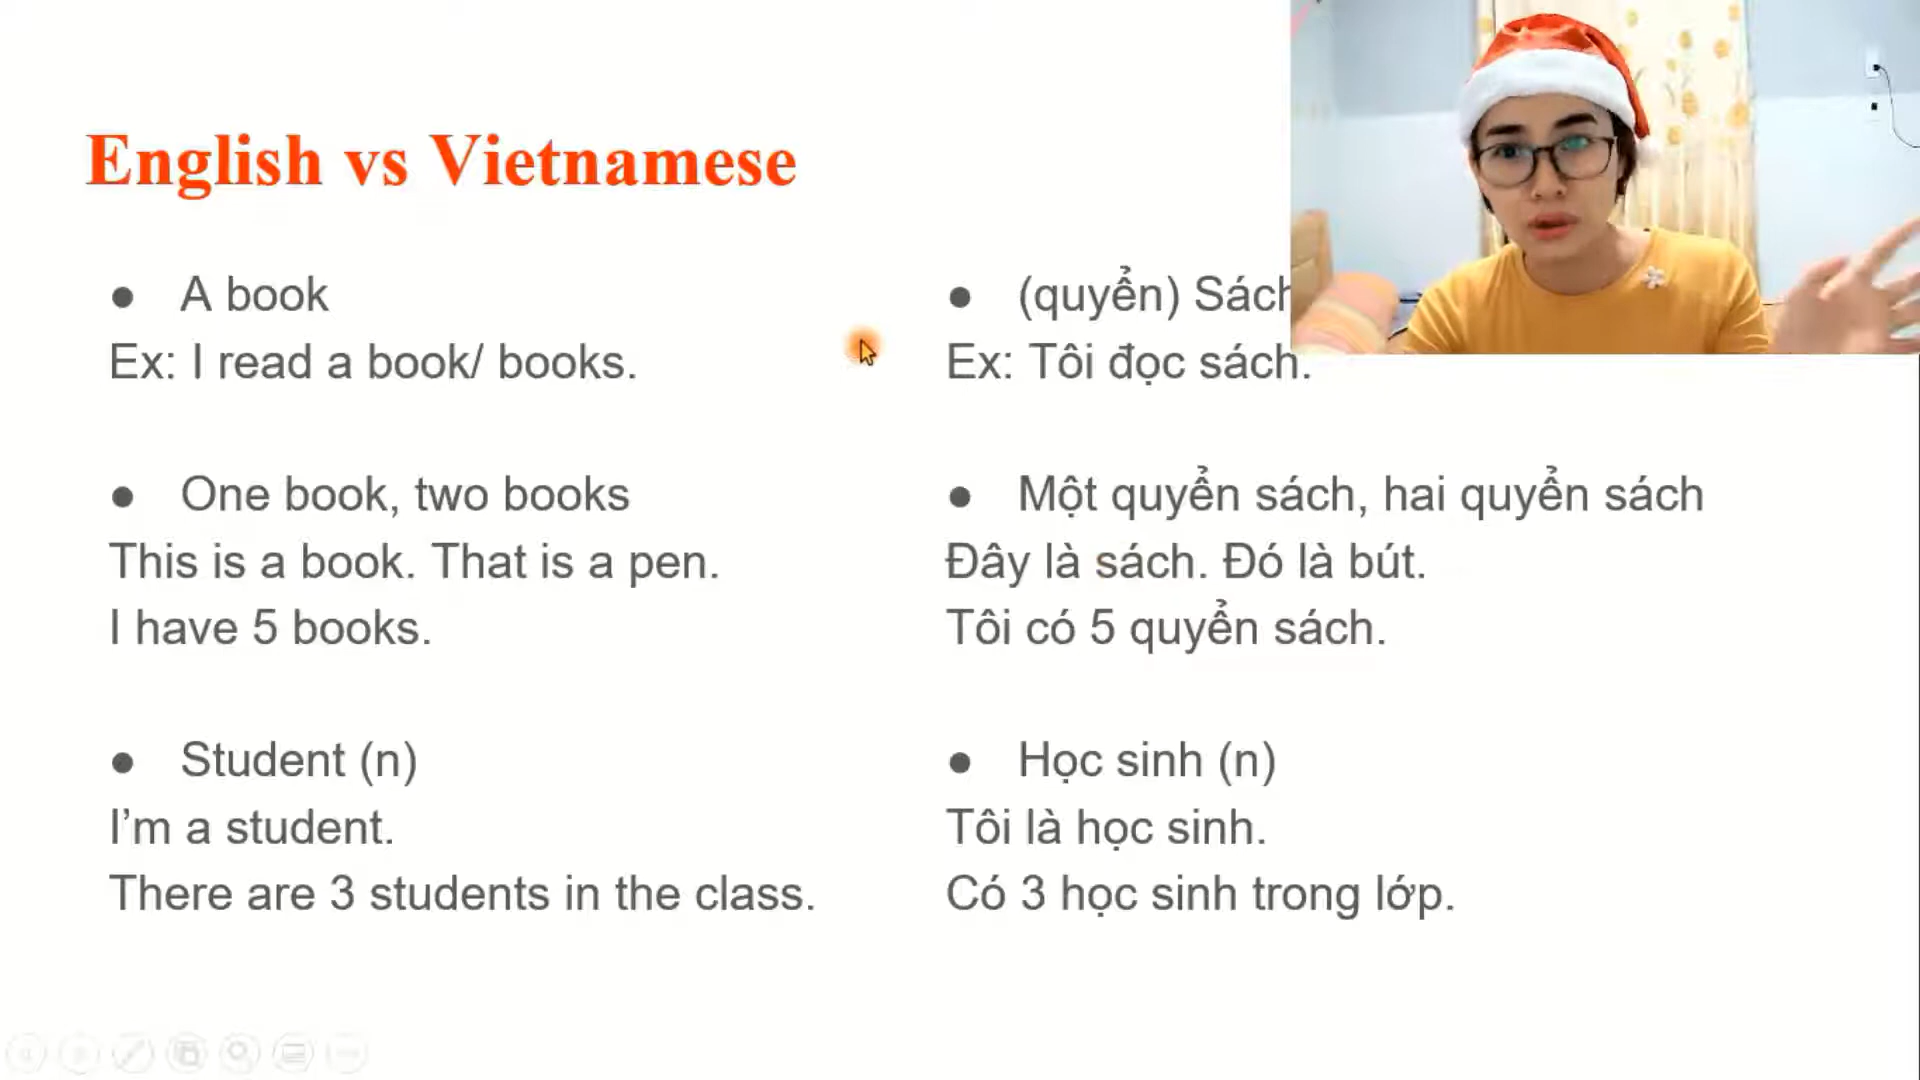 English vs Vietnamese
● A book
Ex: I read a book/ books.
● One book, two books
This is a book. That is a pen.
I have 5 books.
● Student (n)
I’m a student.
There are 3 students in the class.
● (quyển) Sách
Ex: Tôi đọc sách.
● Một quyển sách, hai quyển sách
Đây là sách. Đó là bút.
Tôi có 5 quyển sách.
● Học sinh (n)
Tôi là học sinh.
Có 3 học sinh trong lớp.